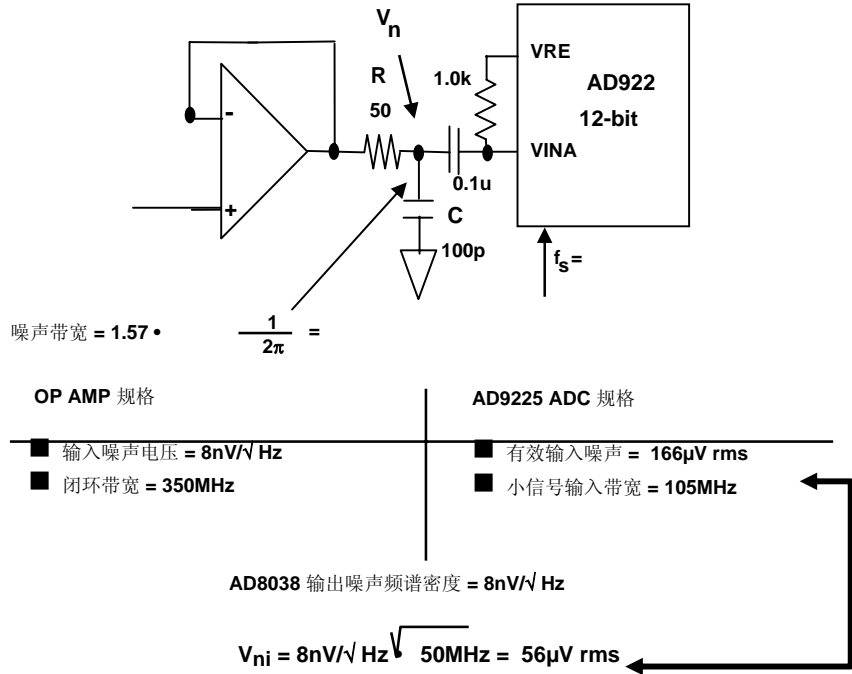 Vn
R
50
1.0k
VRE
AD922
12-bit
VINA
-
+
0.1u
C
100p
fs=
噪声带宽 = 1.57 • 1/2π =
OP AMP 规格
AD9225 ADC 规格
■ 输入噪声电压 = 8nV/√ Hz
■ 闭环带宽 = 350MHz
■ 有效输入噪声 = 166µV rms
■ 小信号输入带宽 = 105MHz
AD8038 输出噪声频谱密度 = 8nV/√ Hz
Vni = 8nV/√ Hz √• 50MHz = 56µV rms